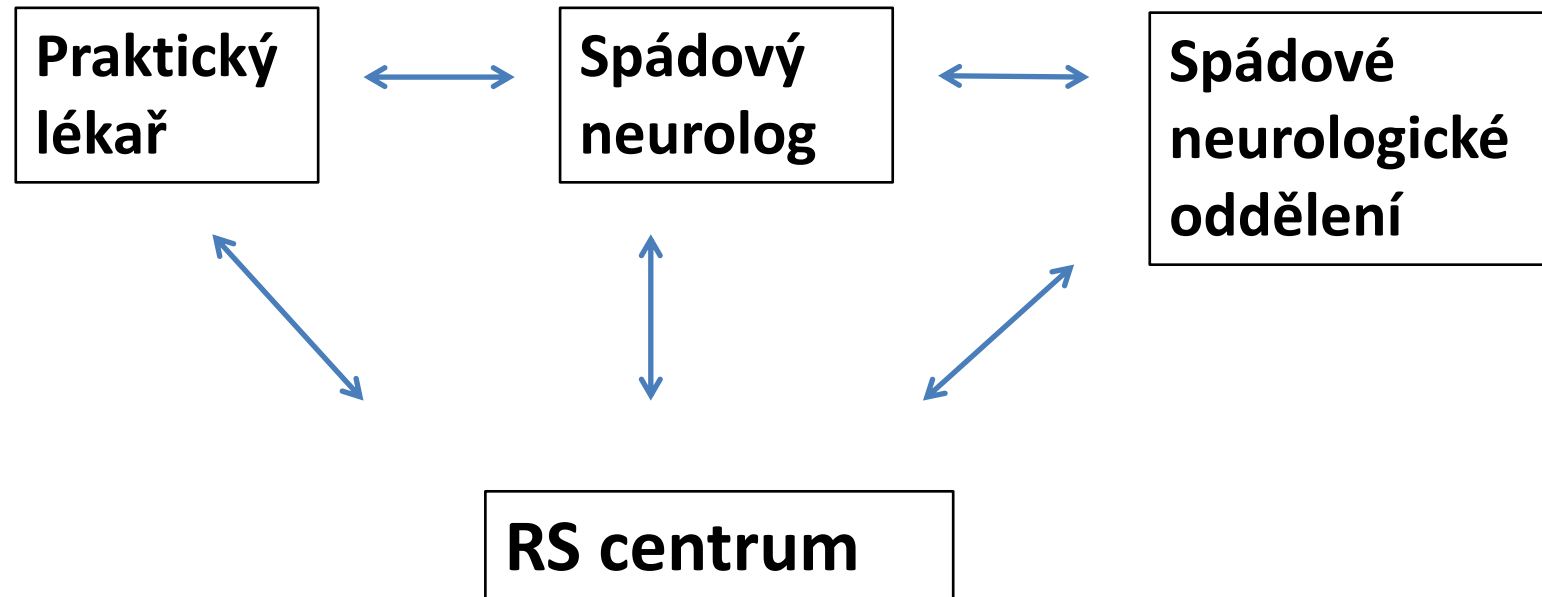 Praktický
lékař
Spádový
neurolog
Spádové
neurologické
oddělení
RS centrum